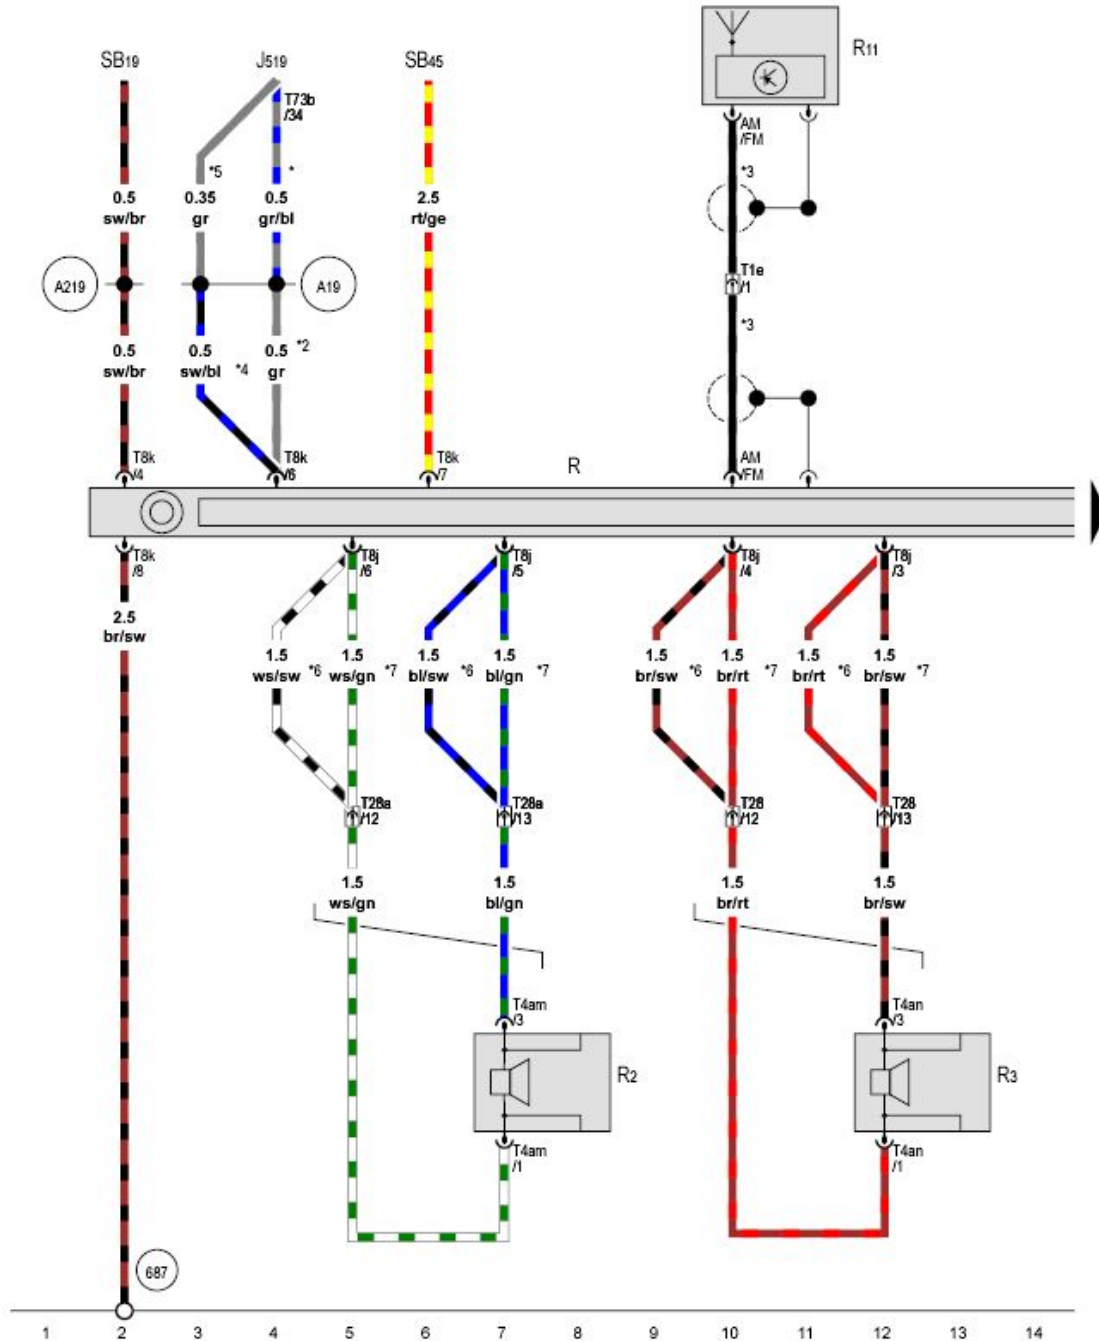 R11
SB19 J519 SB45
T73b
/34
AM
/FM
*5 * *3
0.5 0.35 0.5 2.5
sw/br gr gr/bl rt/ge
T1e
/1
A219 A19
*3
0.5 0.5 *4 0.5 *2
sw/br sw/bl gr
T8k T8k T8k R AM
/4 /6 /7 /FM
T8k T8j T8j T8j T8j
/8 /6 /5 /4 /3
2.5
br/sw
1.5 *6 1.5 *7 1.5 *6 1.5 *7 1.5 *6 1.5 *7 1.5 *6 1.5 *7
ws/sw ws/gn bl/sw bl/gn br/sw br/rt br/rt br/sw
T28a T28a T28 T28
/12 /13 /12 /13
1.5 1.5 1.5 1.5
ws/gn bl/gn br/rt br/sw
T4am T4an
/3 /3
R2 R3
T4am T4an
/1 /1
687
1 2 3 4 5 6 7 8 9 10 11 12 13 14